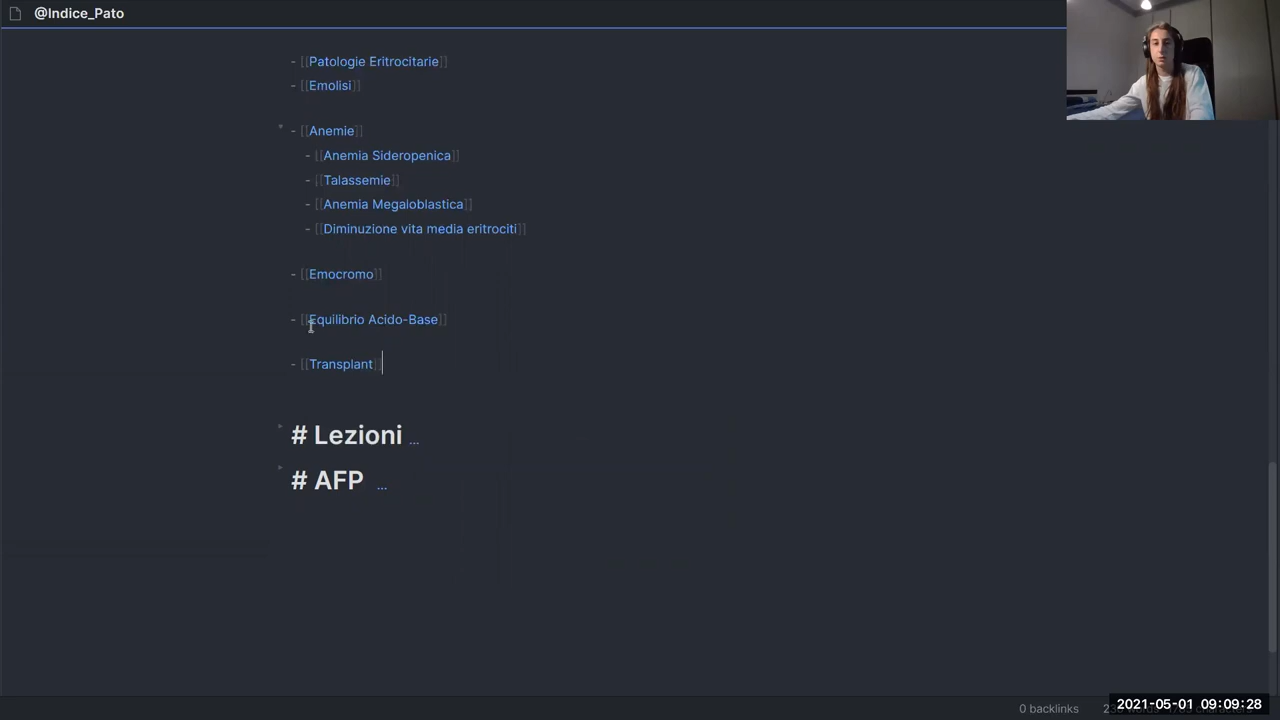 @Indice_Pato
- [[Patologie Eritrocitarie]]
- [[Emolisi]]
- [[Anemie]]
- [[Anemia Sideropenica]]
- [[Talassemie]]
- [[Anemia Megaloblastica]]
- [[Diminuzione vita media eritrociti]]
- [[Emocromo]]
- [[Equilibrio Acido-Base]]
- [[Transplant]]
# Lezioni ...
# AFP ...
0 backlinks
2021-05-01 09:09:28